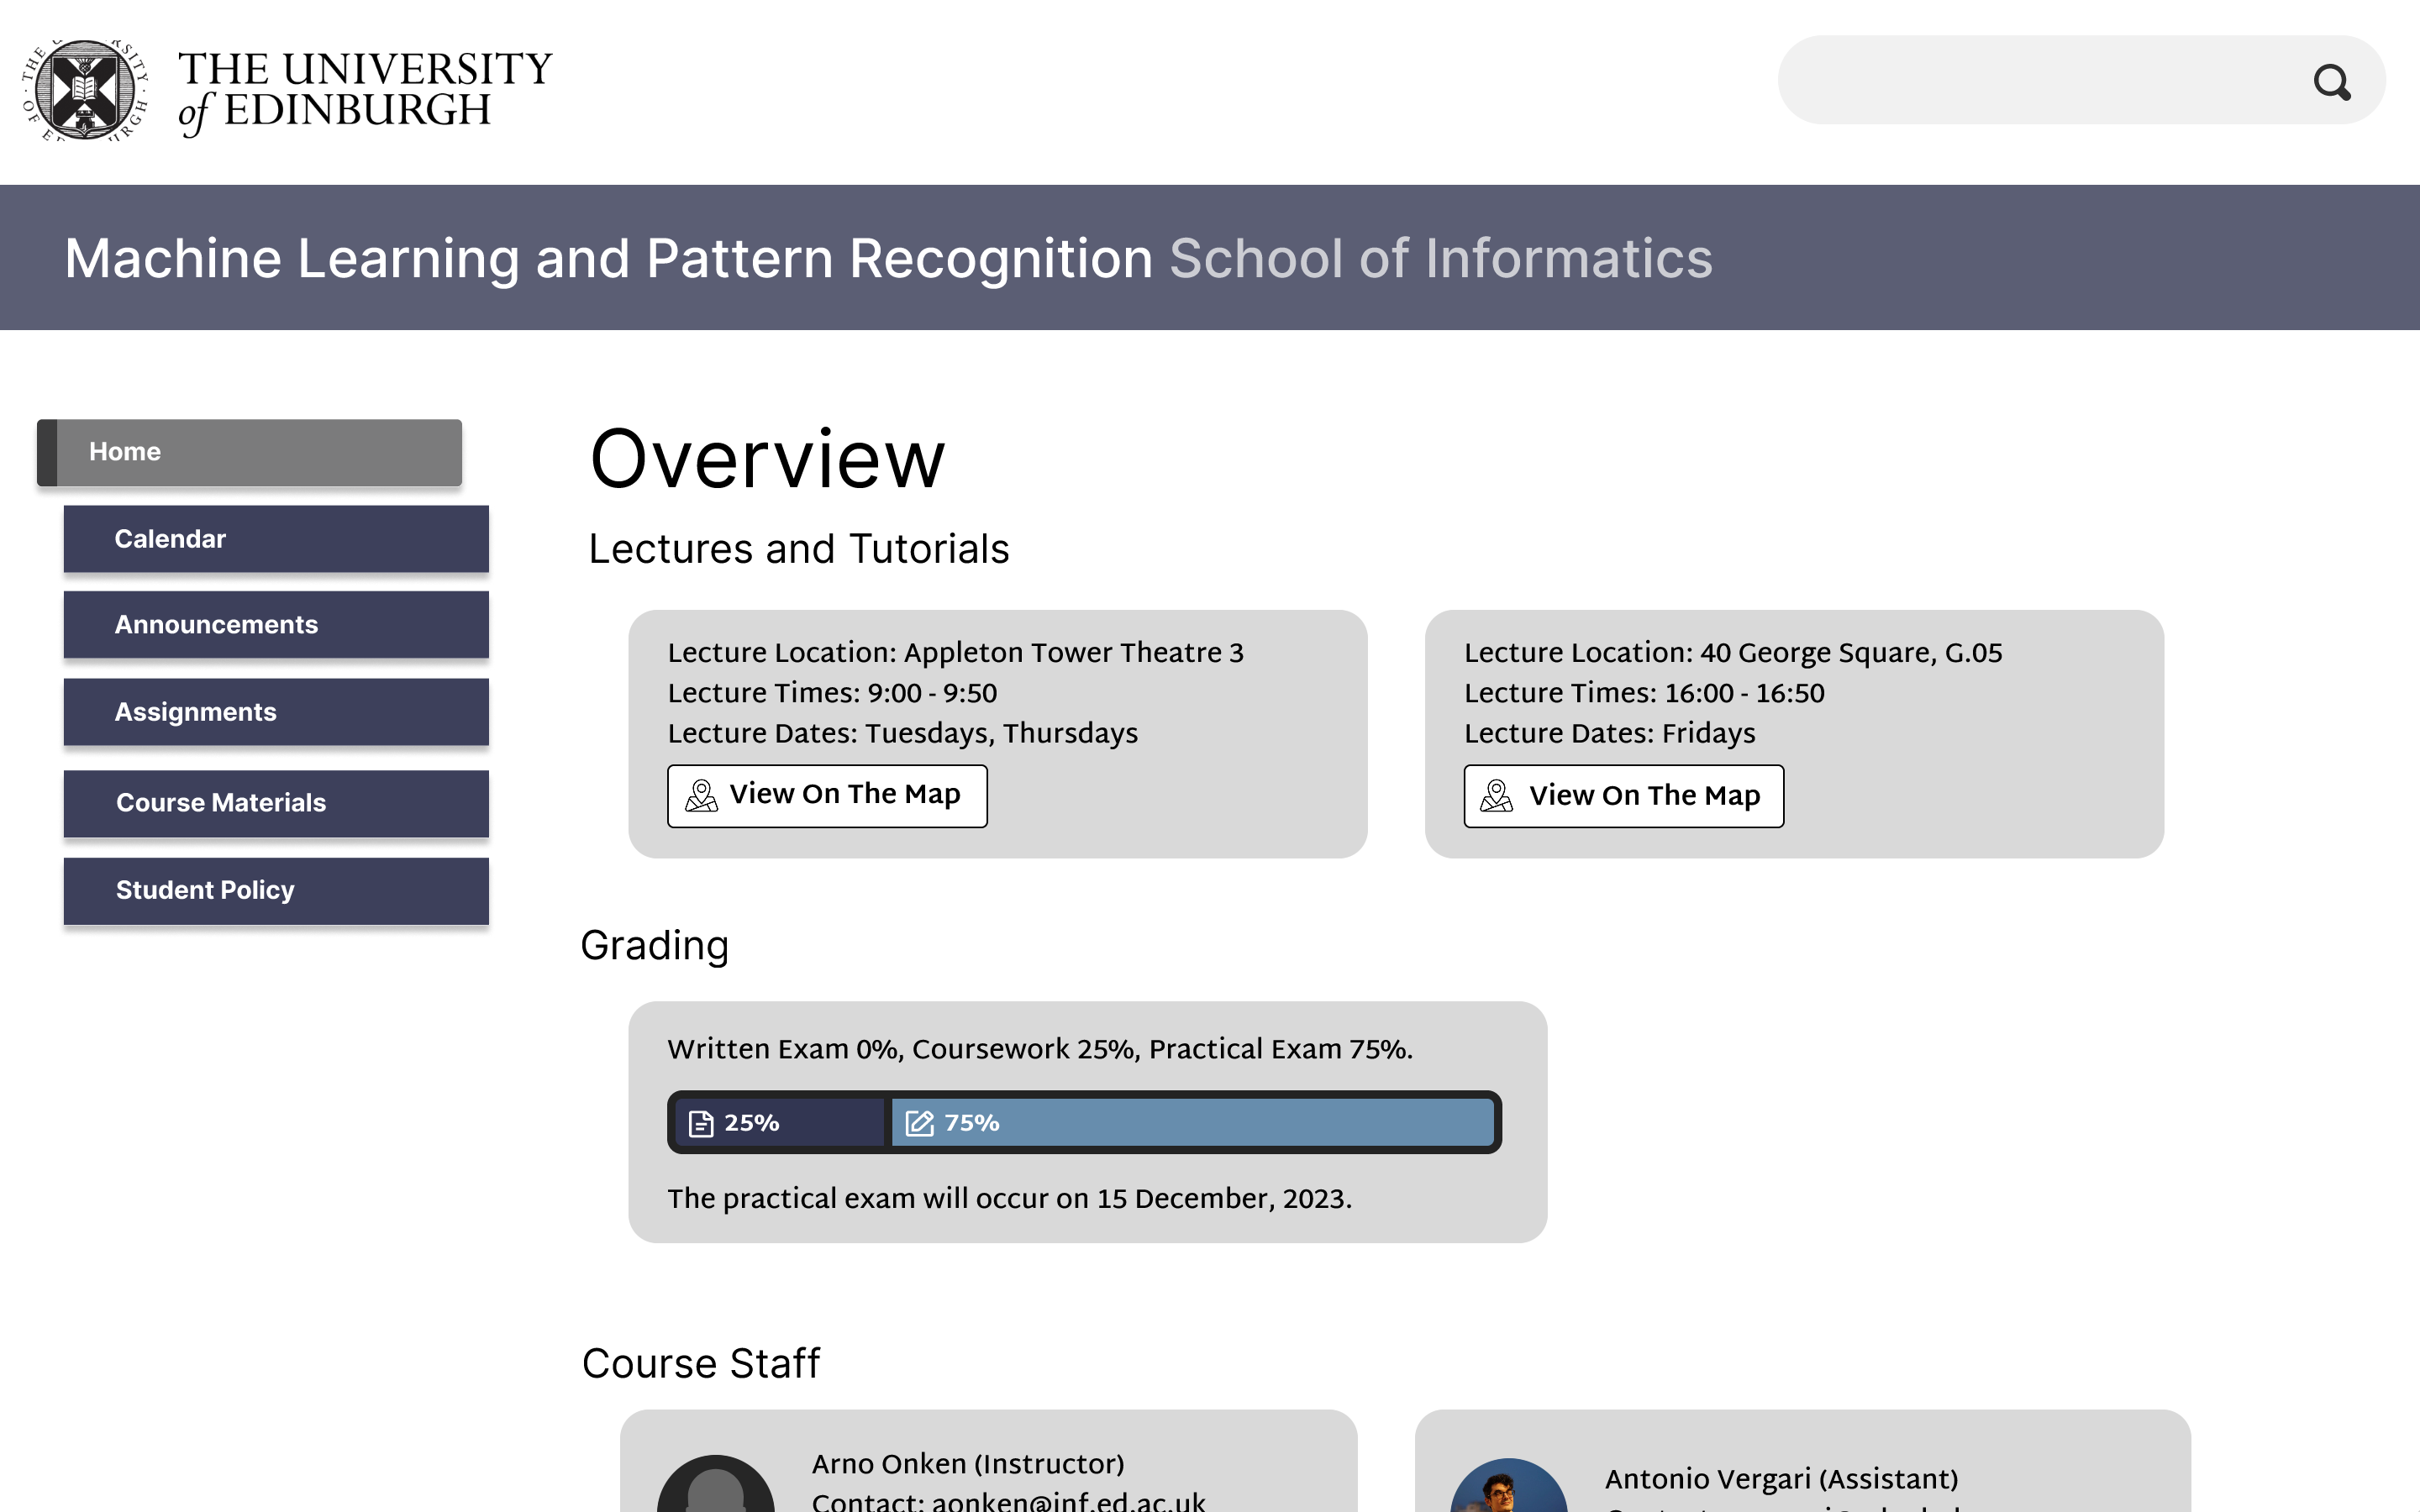 THE UNIVERSITY
of EDINBURGH
Machine Learning and Pattern Recognition School of Informatics
Home
Calendar
Announcements
Assignments
Course Materials
Student Policy
Overview
Lectures and Tutorials
Lecture Location: Appleton Tower Theatre 3
Lecture Times: 9:00 - 9:50
Lecture Dates: Tuesdays, Thursdays
View On The Map
Lecture Location: 40 George Square, G.05
Lecture Times: 16:00 - 16:50
Lecture Dates: Fridays
View On The Map
Grading
Written Exam 0%, Coursework 25%, Practical Exam 75%.
25%
75%
The practical exam will occur on 15 December, 2023.
Course Staff
Arno Onken (Instructor)
Contact: aonken@inf.ed.ac.uk
Antonio Vergari (Assistant)